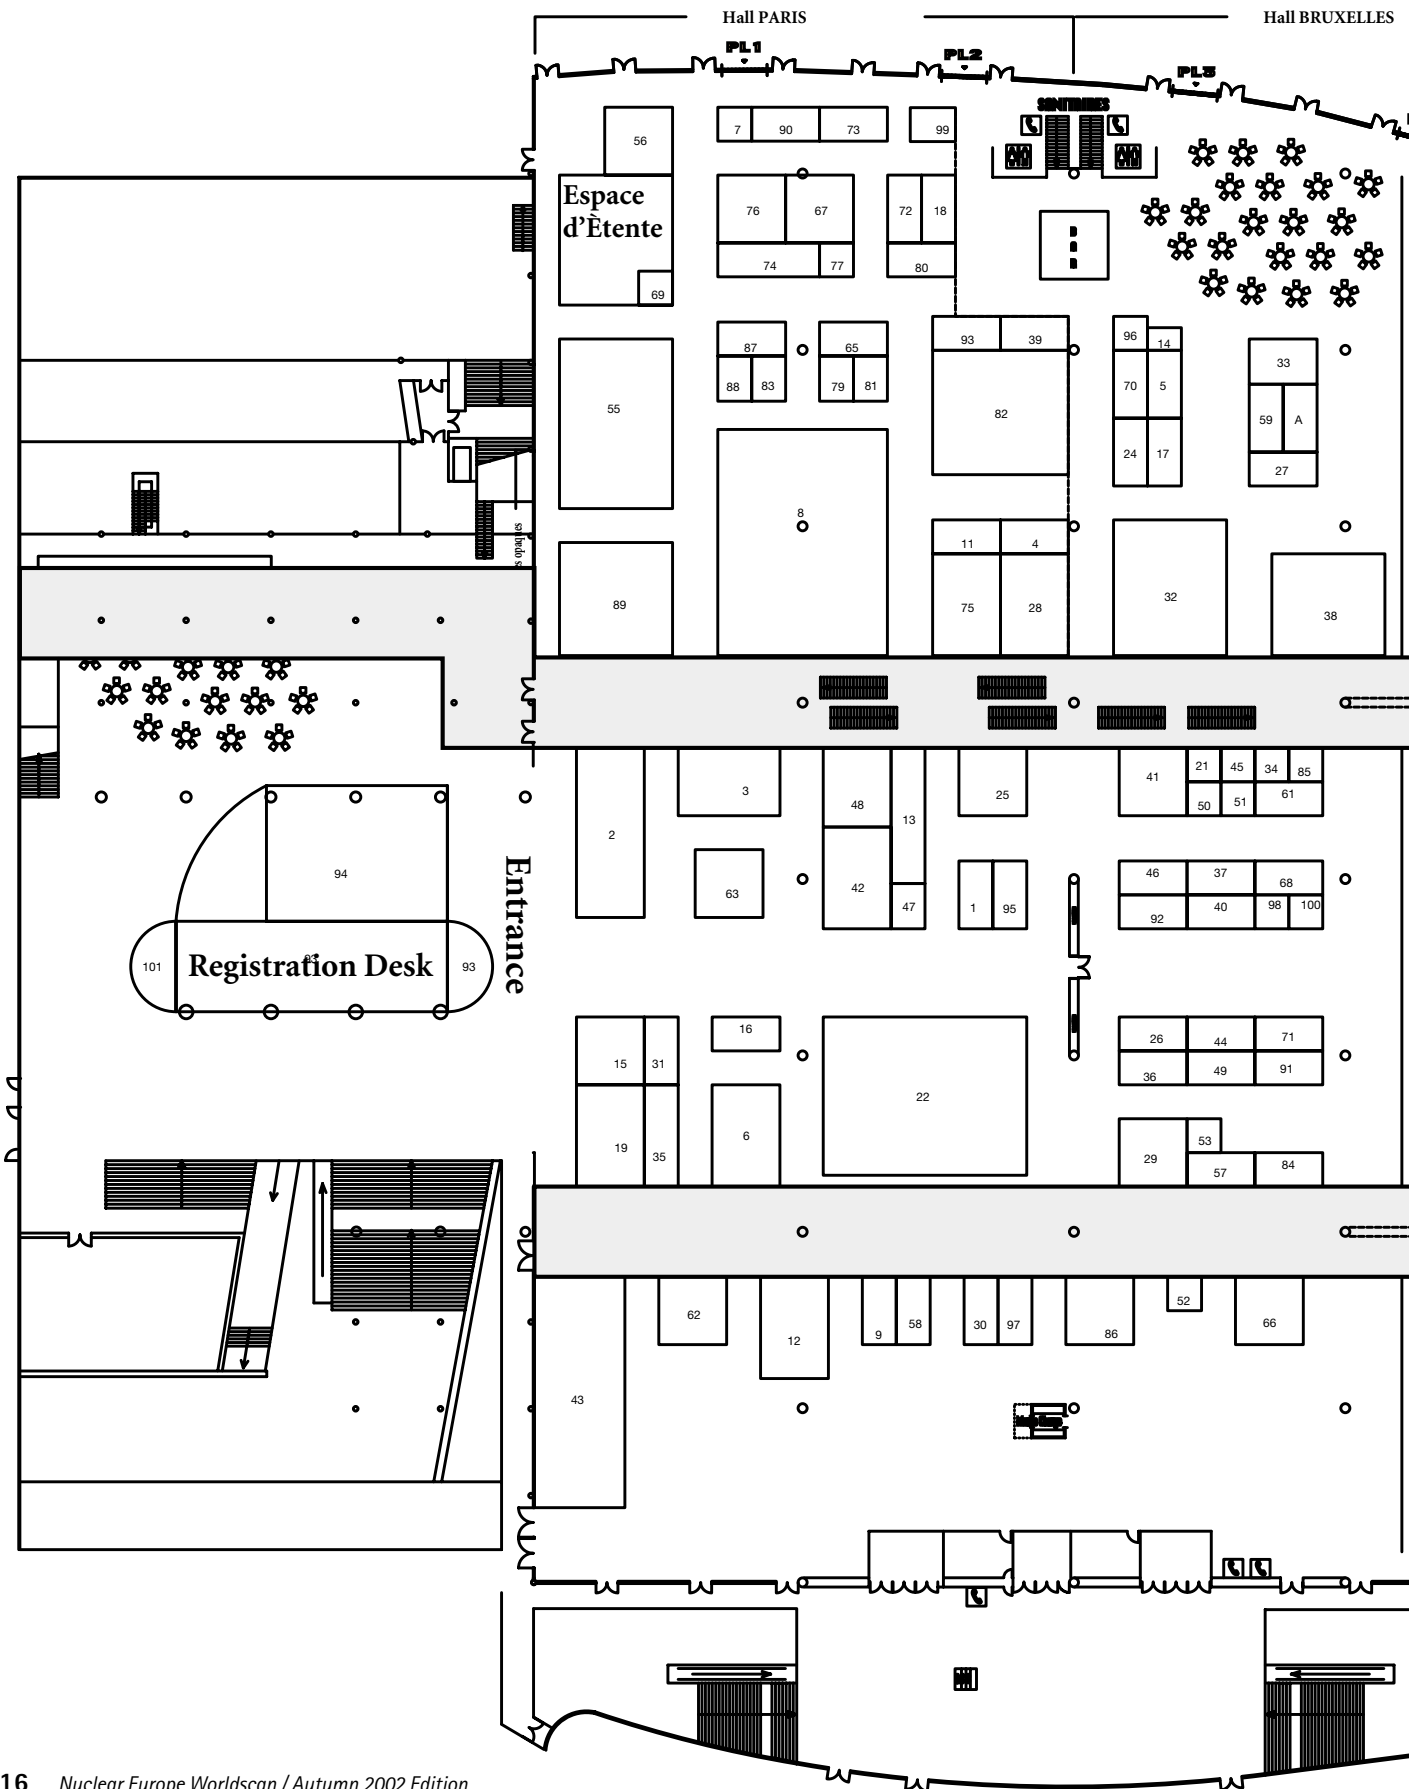 Hall PARIS
Hall BRUXELLES
PL1
PL2
PL3
SANITAIRES
7 90 73 99
56
Espace
d'Ètente
76 67 72 18
74 77 80
69
BAR
87 65 93 39 96 14 33
88 83 79 81
55 82 70 5 59 A
24 17 27
8
es opaques
11 4
89 75 28 32 38
41 21 45 34 85
3 25
48 50 51 61
2 13
94
Entrance
63 42 47 1 95
46 37 68
92 40 98 100
101 Registration Desk 93
93
16 26 44 71
15 31 36 49 91
22
19 35 6 53
29 57 84
62 12 9 58 30 97 86 52 66
43
16 Nuclear Europe Worldscan / Autumn 2002 Edition